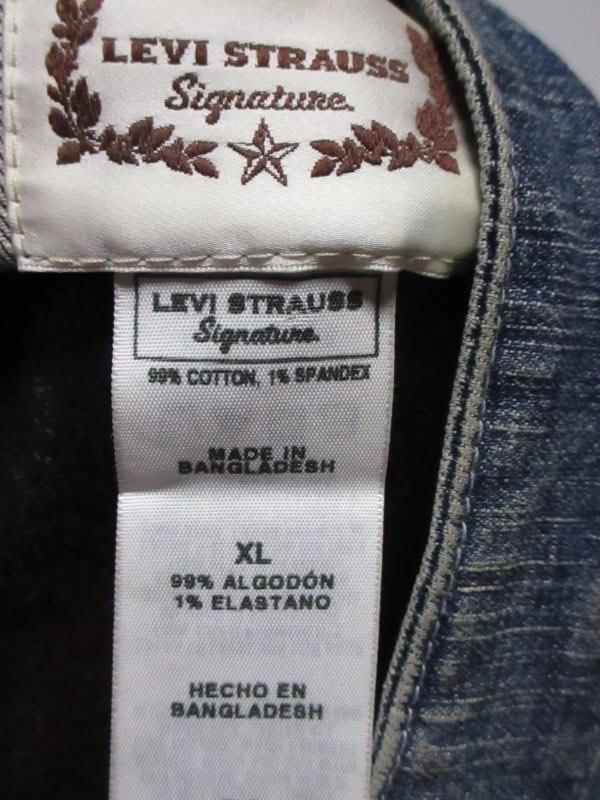 LEVI STRAUSS
Signature.
LEVI STRAUSS
Signature.
99% COTTON, 1% SPANDEX
MADE IN
BANGLADESH
XL
99% ALGODÓN
1% ELASTANO
HECHO EN
BANGLADESH